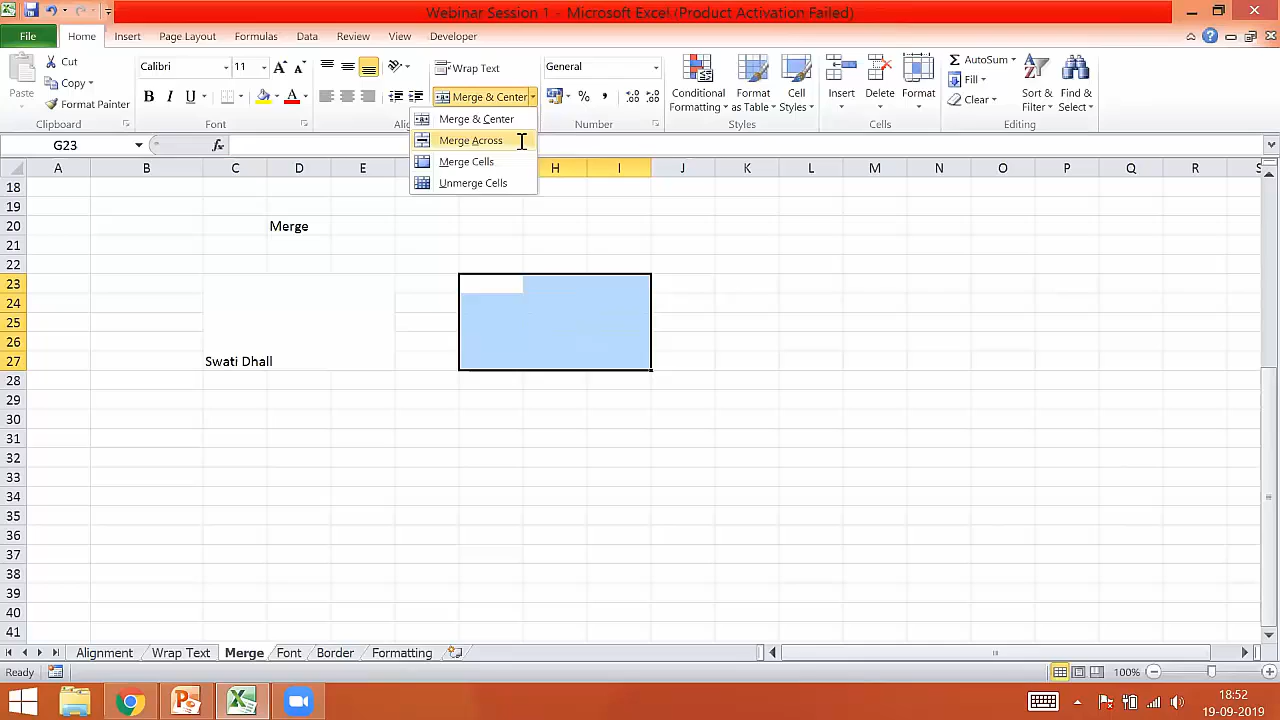 Webinar Session 1 - Microsoft Excel (Product Activation Failed)
File Home Insert Page Layout Formulas Data Review View Developer
Paste
Cut
Copy
Format Painter
Clipboard
Calibri 11
B I U A
Font
Wrap Text
Merge & Center
Merge & Center
Merge Across
Merge Cells
Unmerge Cells
General
%
Number
Conditional Formatting
Format as Table
Cell Styles
Styles
Insert
Delete
Format
Cells
AutoSum
Fill
Clear
Sort & Filter
Find & Select
Editing
G23
fx
A B C D E H I J K L M N O P Q R S
18
19
20 Merge
21
22
23
24
25
26
27 Swati Dhall
28
29
30
31
32
33
34
35
36
37
38
39
40
41
Alignment Wrap Text Merge Font Border Formatting
Ready 100%
18:52
19-09-2019